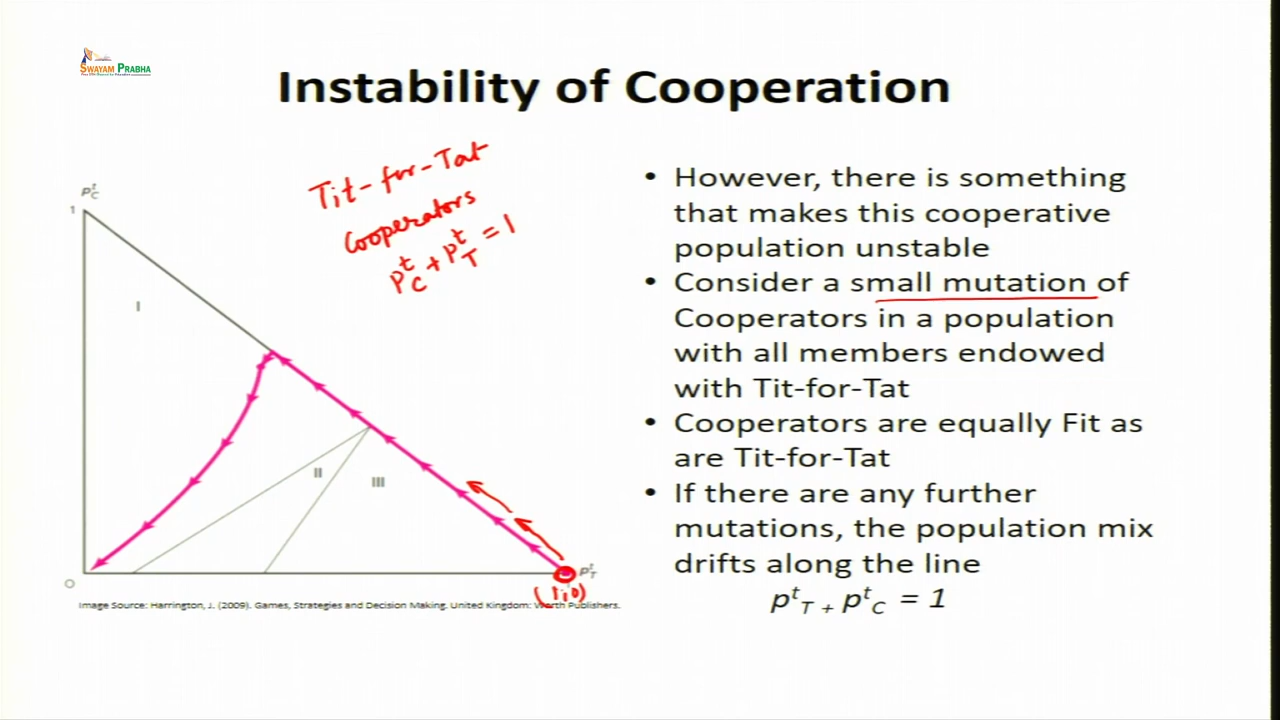 SWAYAM PRABHA
Instability of Cooperation
Tit-for-Tat
Cooperators
p^t_C + p^t_T = 1
p^t_C
1
I
II
III
O
p^t_T
(1,0)
Image Source: Harrington, J. (2009). Games, Strategies and Decision Making. United Kingdom: Worth Publishers.
• However, there is something
that makes this cooperative
population unstable
• Consider a small mutation of
Cooperators in a population
with all members endowed
with Tit-for-Tat
• Cooperators are equally Fit as
are Tit-for-Tat
• If there are any further
mutations, the population mix
drifts along the line
p^t_T + p^t_C = 1